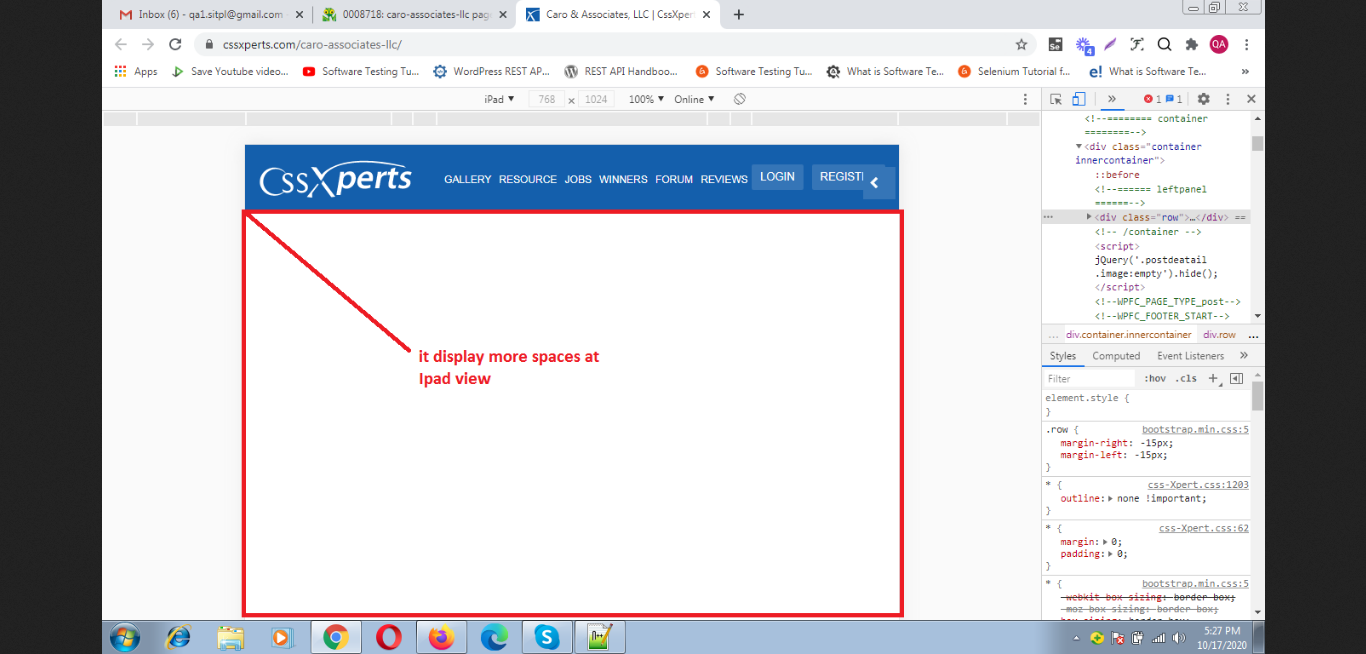 Inbox (6) - qa1.sitpl@gmail.com
0008718: caro-associates-llc page
Caro & Associates, LLC | CssXper
cssxperts.com/caro-associates-llc/
Se
4
QA
Apps
Save Youtube video...
Software Testing Tu...
WordPress REST AP...
REST API Handboo...
Software Testing Tu...
What is Software Te...
Selenium Tutorial f...
e! What is Software Te...
»
iPad ▼ 768 x 1024 100% ▼ Online ▼
» 1 1
CssXperts
GALLERY RESOURCE JOBS WINNERS FORUM REVIEWS LOGIN REGISTI
it display more spaces at
Ipad view
<!--======== container
========-->
▼<div class="container
innercontainer">
::before
<!--====== leftpanel
======-->
▶<div class="row">…</div> ==
<!-- /container -->
<script>
jQuery('.postdeatail
.image:empty').hide();
</script>
<!--WPFC_PAGE_TYPE_post-->
<!--WPFC_FOOTER_START-->
... div.container.innercontainer div.row ...
Styles Computed Event Listeners »
Filter :hov .cls +
element.style {
}
.row { bootstrap.min.css:5
margin-right: -15px;
margin-left: -15px;
}
* { css-Xpert.css:1203
outline:▶ none !important;
}
* { css-Xpert.css:62
margin:▶ 0;
padding:▶ 0;
}
* { bootstrap.min.css:5
-webkit-box-sizing: border-box;
-moz-box-sizing: border-box;
box-sizing: border-box;
5:27 PM
10/17/2020